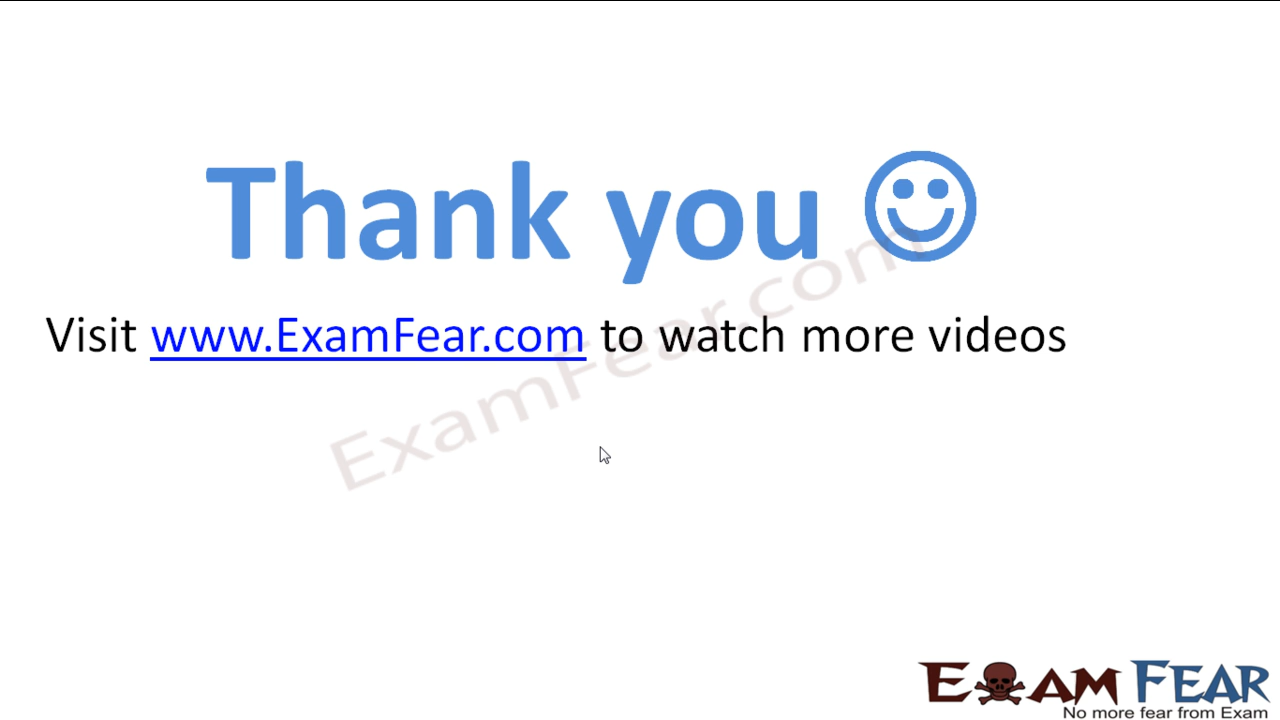 Thank you ☺
Visit www.ExamFear.com to watch more videos
ExamFear.com
EXAM FEAR
No more fear from Exam